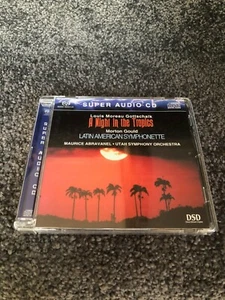 SUPER AUDIO CD
Louis Moreau Gottschalk
A Night in the Tropics
Morton Gould
LATIN AMERICAN SYMPHONETTE
MAURICE ABRAVANEL • UTAH SYMPHONY ORCHESTRA
SUPER AUDIO CD
DSD